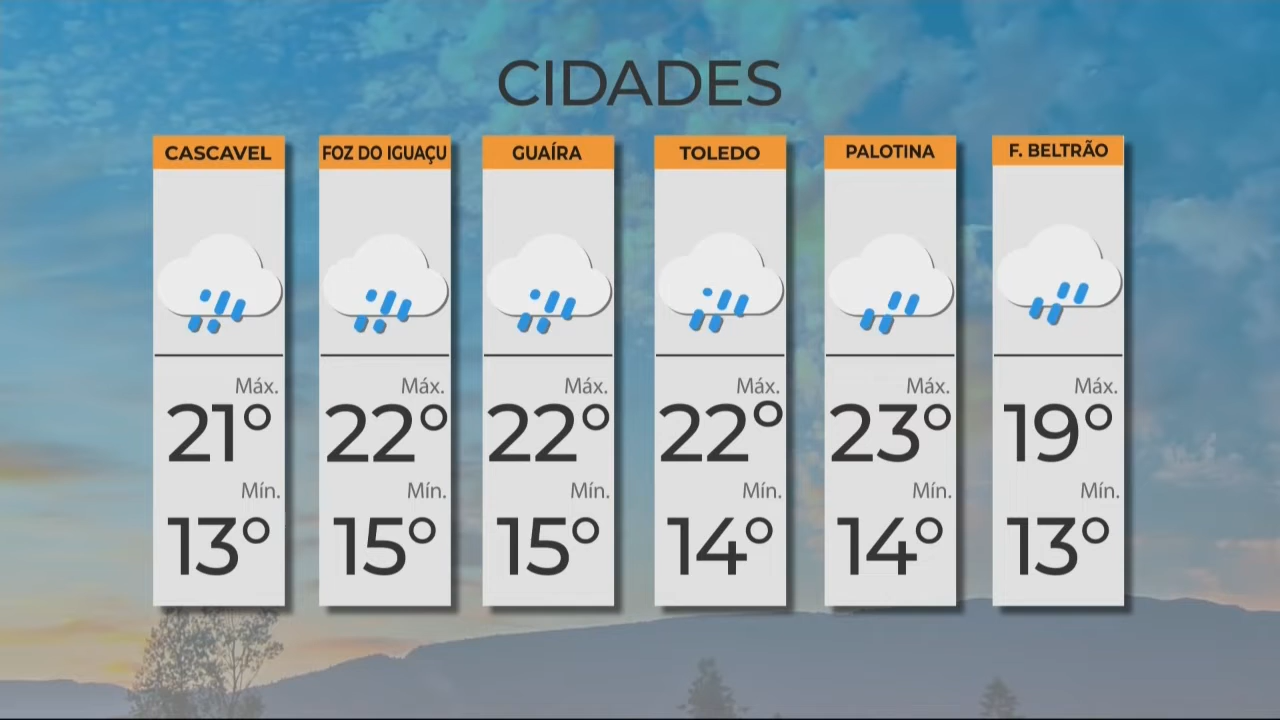 CIDADES
CASCAVEL
Máx.
21°
Mín.
13°
FOZ DO IGUAÇU
Máx.
22°
Mín.
15°
GUAÍRA
Máx.
22°
Mín.
15°
TOLEDO
Máx.
22°
Mín.
14°
PALOTINA
Máx.
23°
Mín.
14°
F. BELTRÃO
Máx.
19°
Mín.
13°